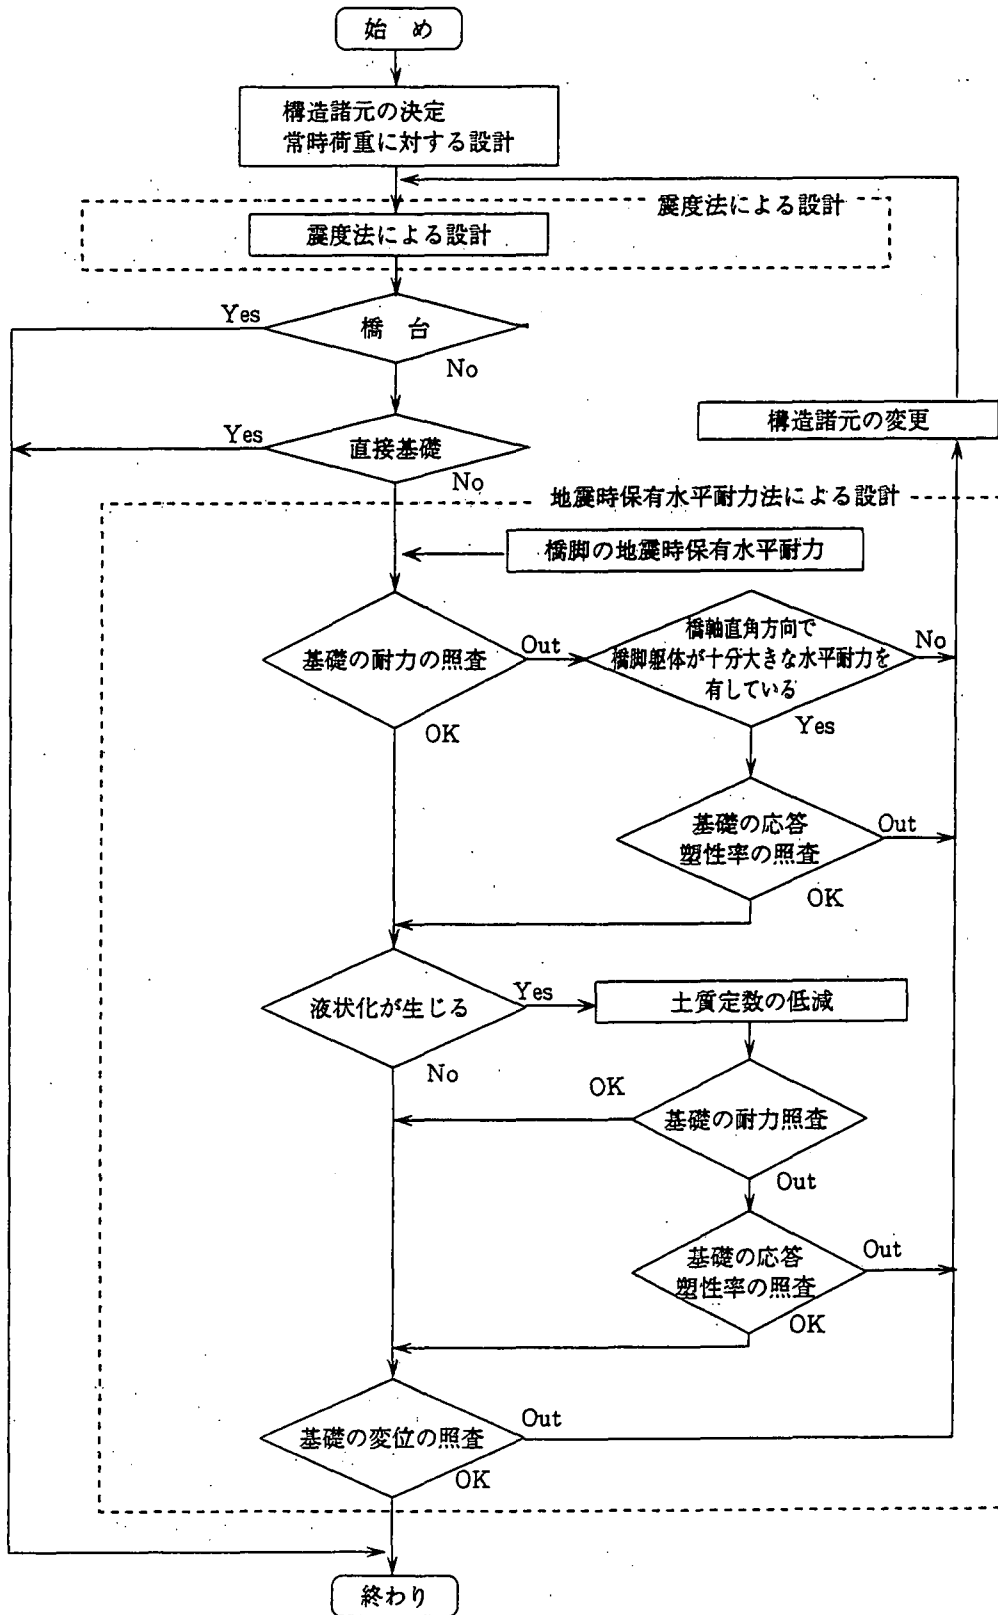 始 め
構造諸元の決定
常時荷重に対する設計
震度法による設計
震度法による設計
Yes
橋 台
No
構造諸元の変更
Yes
直接基礎
No
地震時保有水平耐力法による設計
橋脚の地震時保有水平耐力
基礎の耐力の照査
Out
橋軸直角方向で
橋脚躯体が十分大きな水平耐力を
有している
No
OK
Yes
基礎の応答
塑性率の照査
Out
OK
液状化が生じる
Yes
土質定数の低減
No
OK
基礎の耐力照査
Out
基礎の応答
塑性率の照査
Out
OK
基礎の変位の照査
Out
OK
終わり